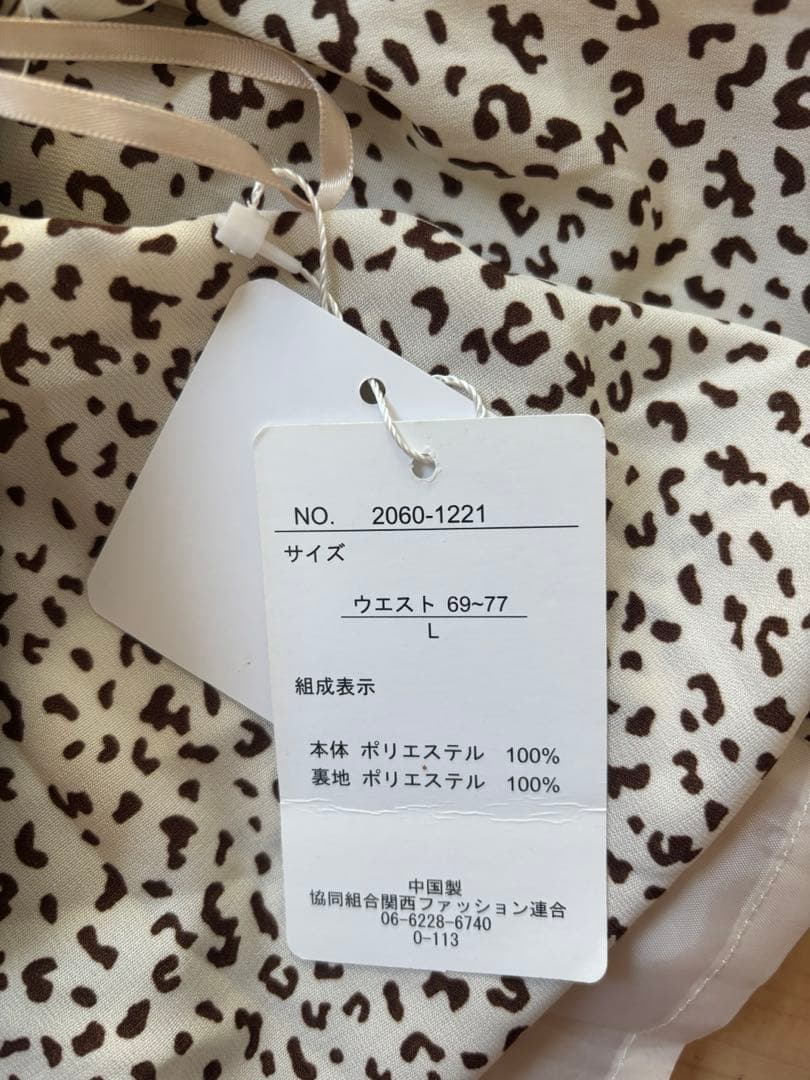 NO. 2060-1221
サイズ
ウエスト 69~77
L
組成表示
本体 ポリエステル 100%
裏地 ポリエステル 100%
中国製
協同組合関西ファッション連合
06-6228-6740
O-113